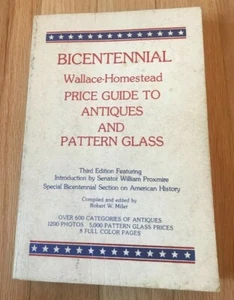 BICENTENNIAL
Wallace-Homestead
PRICE GUIDE TO
ANTIQUES
AND
PATTERN GLASS
Third Edition Featuring
Introduction by Senator William Proxmire
Special Bicentennial Section on American History
Compiled and edited by
Robert W. Miller
OVER 600 CATEGORIES OF ANTIQUES
1200 PHOTOS 5,000 PATTERN GLASS PRICES
8 FULL COLOR PAGES